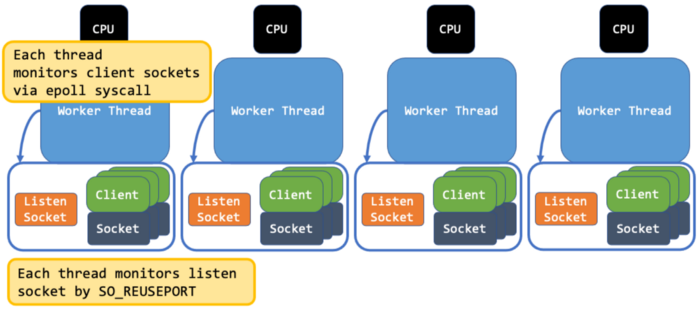 CPU
CPU
CPU
CPU
Each thread
monitors client sockets
via epoll syscall
Worker Thread
Worker Thread
Worker Thread
Worker Thread
Listen
Socket
Client
Socket
Listen
Socket
Client
Socket
Listen
Socket
Client
Socket
Listen
Socket
Client
Socket
Each thread monitors listen
socket by SO_REUSEPORT